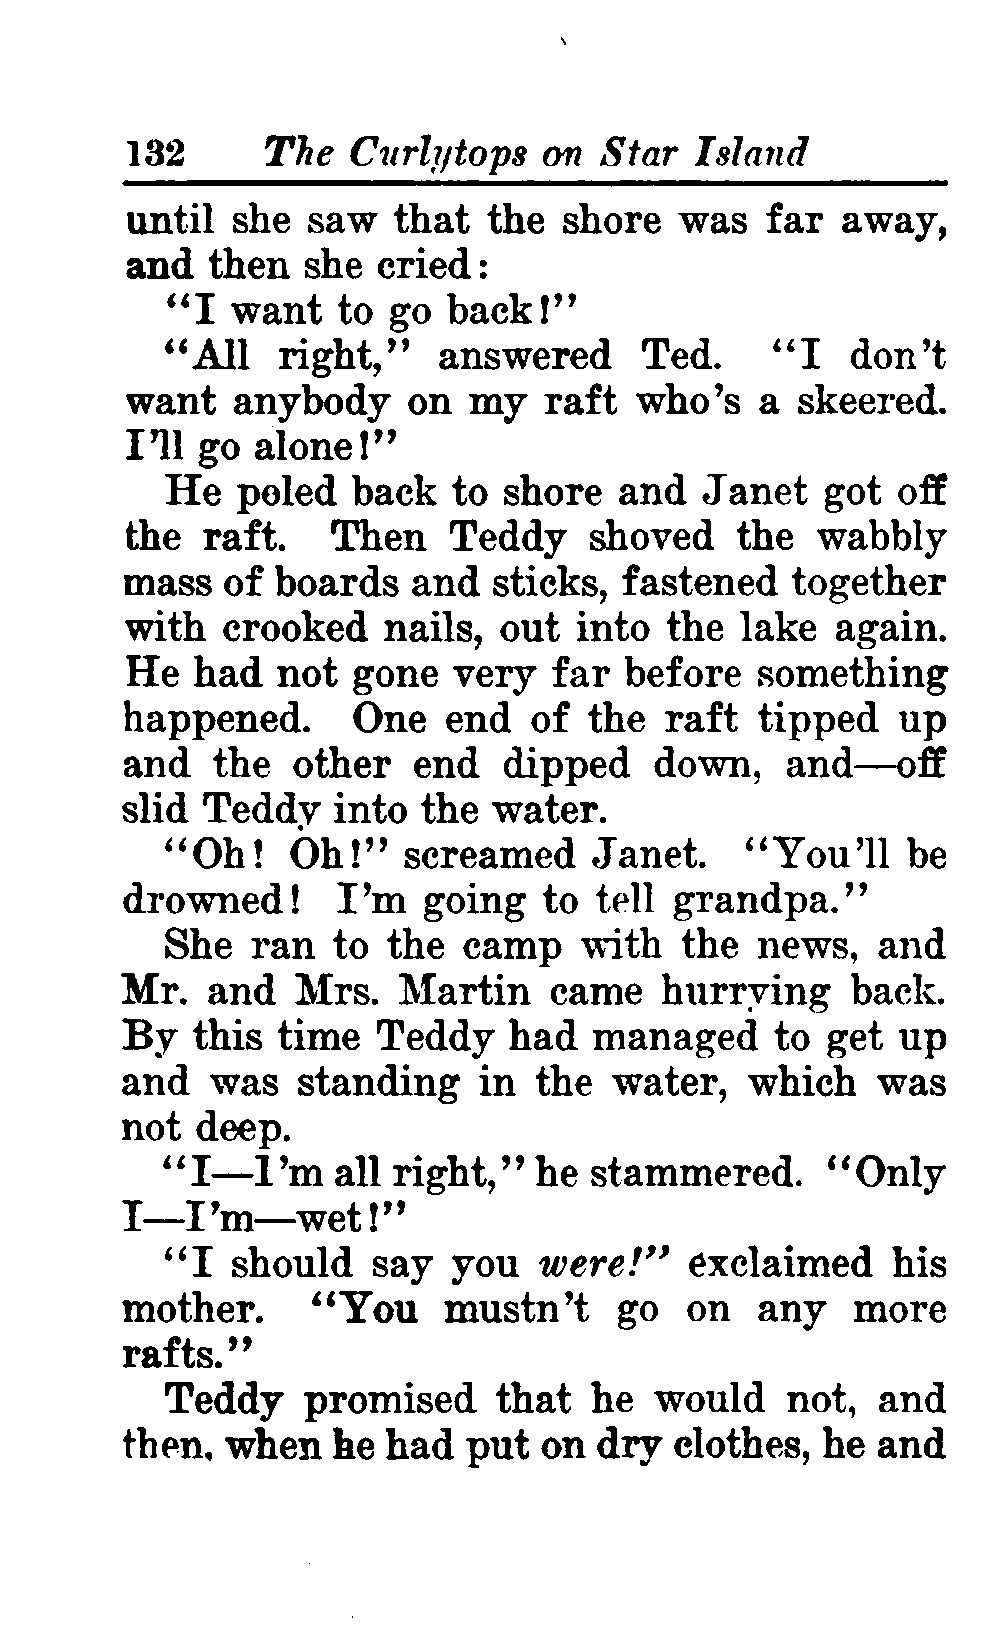 132 The Curlytops on Star Island
until she saw that the shore was far away,
and then she cried:
"I want to go back!"
"All right," answered Ted. "I don't
want anybody on my raft who's a skeered.
I'll go alone!"
He poled back to shore and Janet got off
the raft. Then Teddy shoved the wabbly
mass of boards and sticks, fastened together
with crooked nails, out into the lake again.
He had not gone very far before something
happened. One end of the raft tipped up
and the other end dipped down, and—off
slid Teddy into the water.
"Oh! Oh!" screamed Janet. "You'll be
drowned! I'm going to tell grandpa."
She ran to the camp with the news, and
Mr. and Mrs. Martin came hurrying back.
By this time Teddy had managed to get up
and was standing in the water, which was
not deep.
"I—I'm all right," he stammered. "Only
I—I'm—wet!"
"I should say you were!" exclaimed his
mother. "You mustn't go on any more
rafts."
Teddy promised that he would not, and
then, when he had put on dry clothes, he and